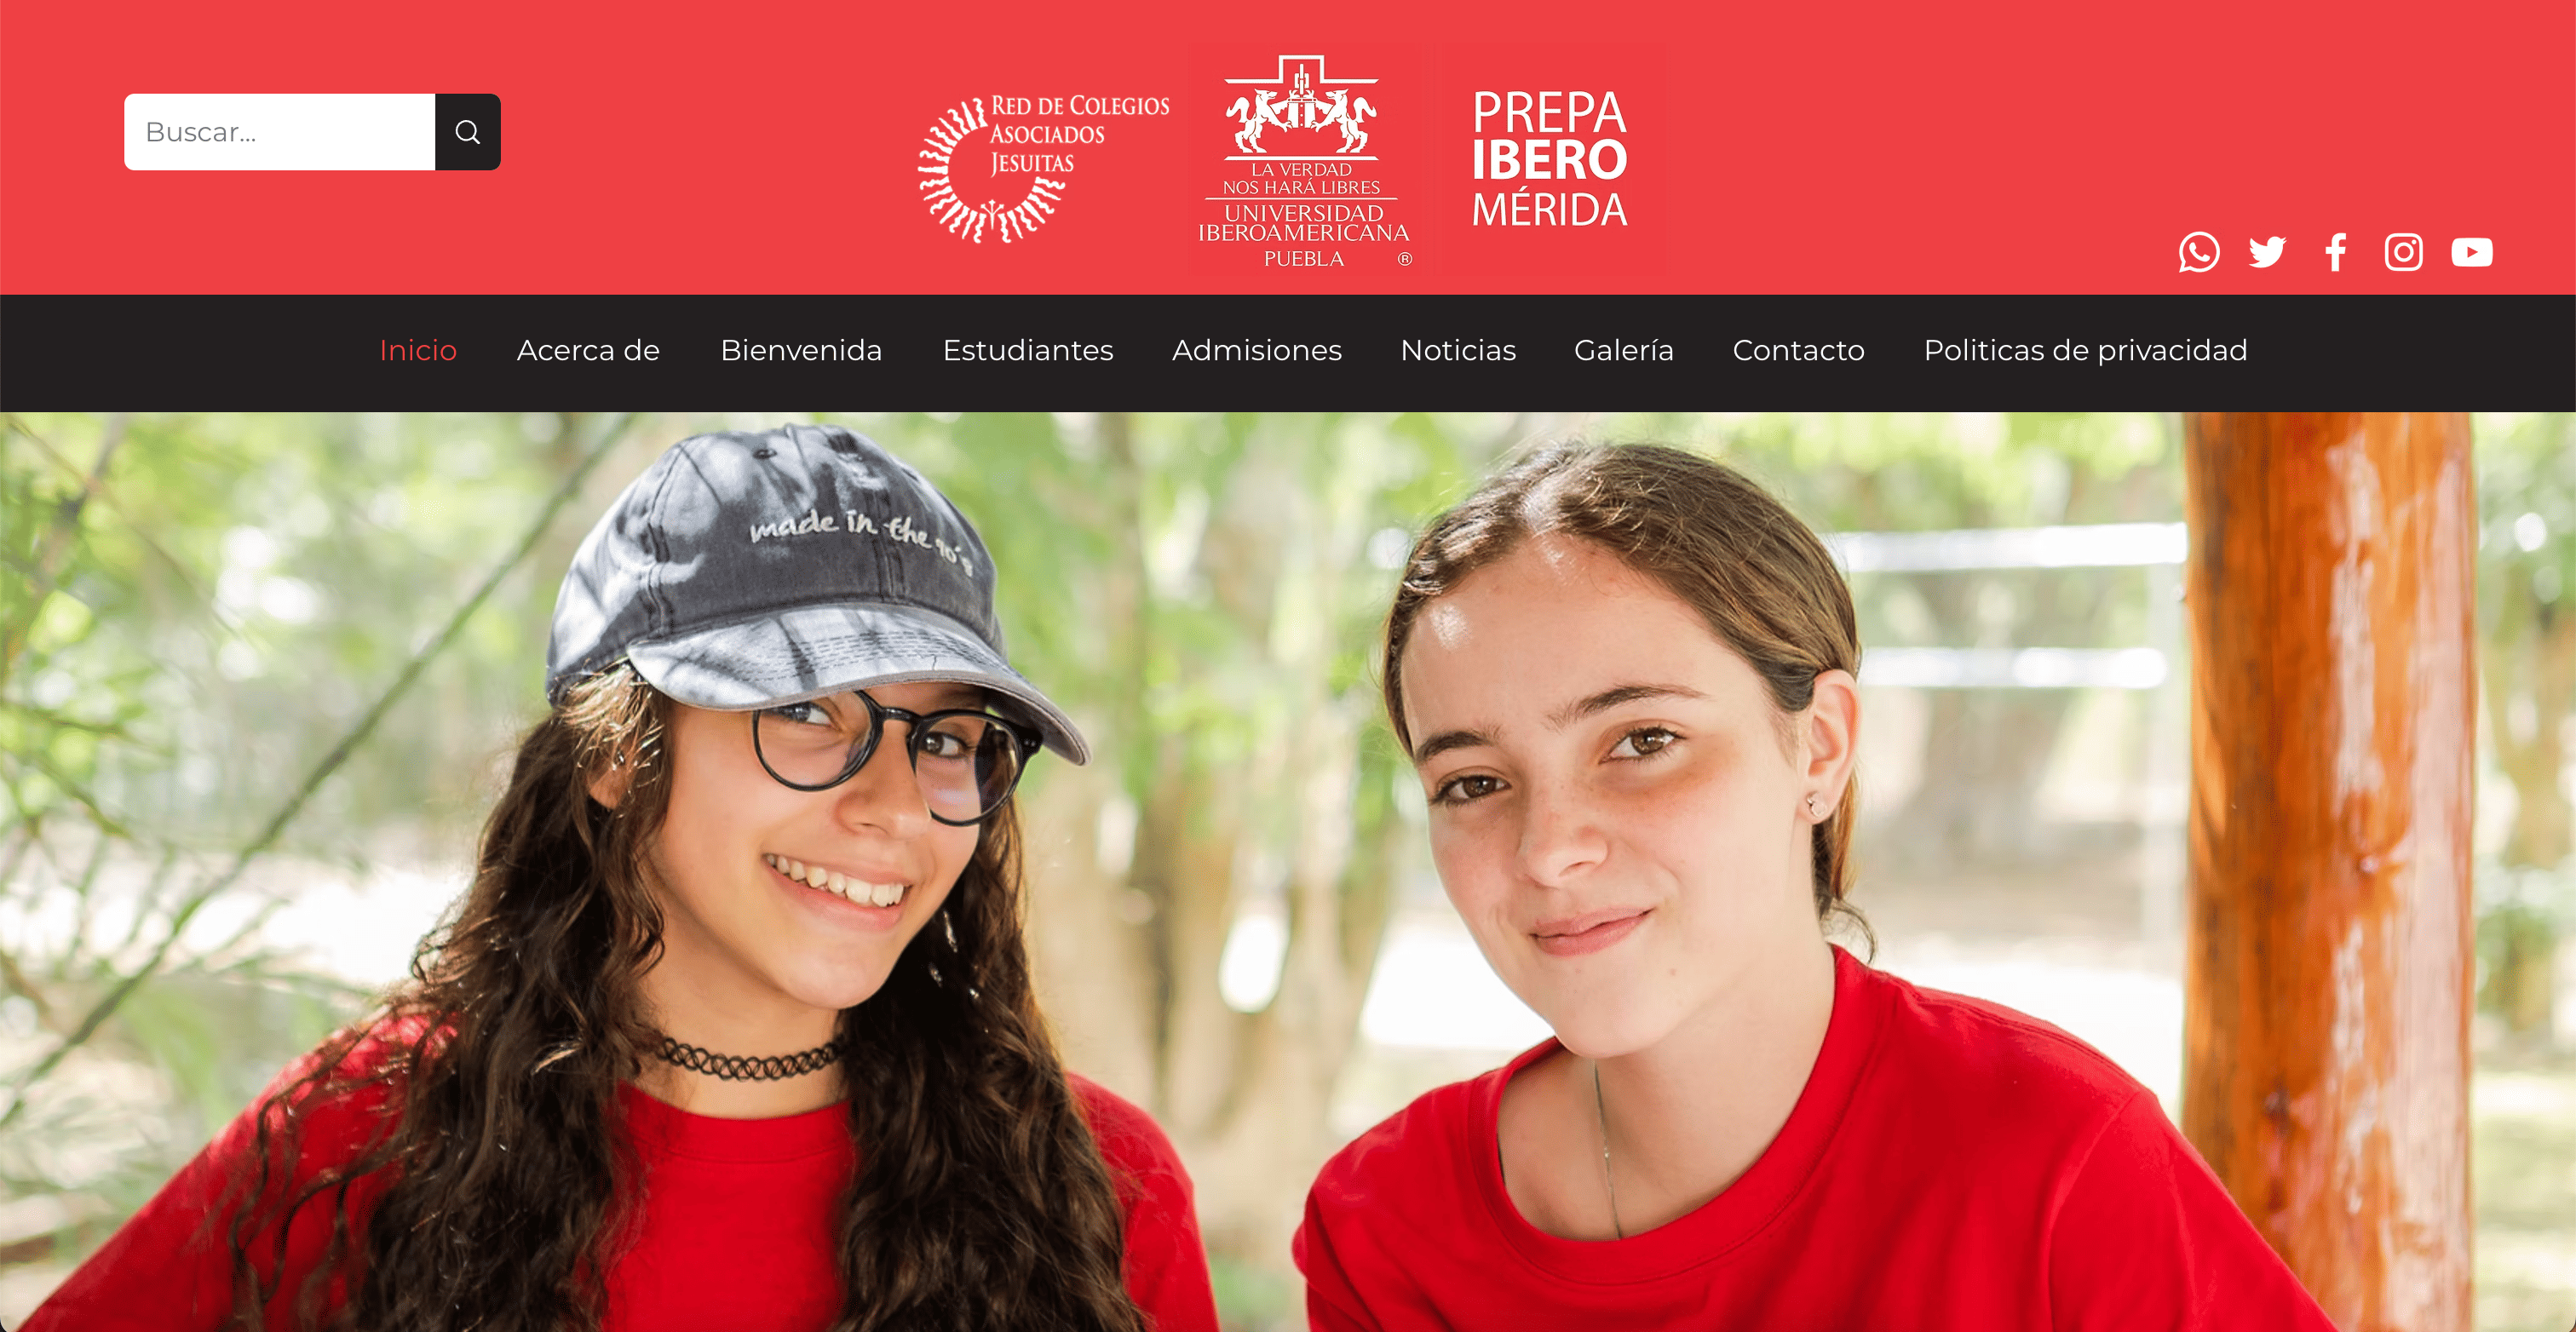 Buscar...
RED DE COLEGIOS
ASOCIADOS
JESUITAS
LA VERDAD
NOS HARÁ LIBRES
UNIVERSIDAD
IBEROAMERICANA
PUEBLA ®
PREPA
IBERO
MÉRIDA
Inicio Acerca de Bienvenida Estudiantes Admisiones Noticias Galería Contacto Politicas de privacidad
made in the 90's